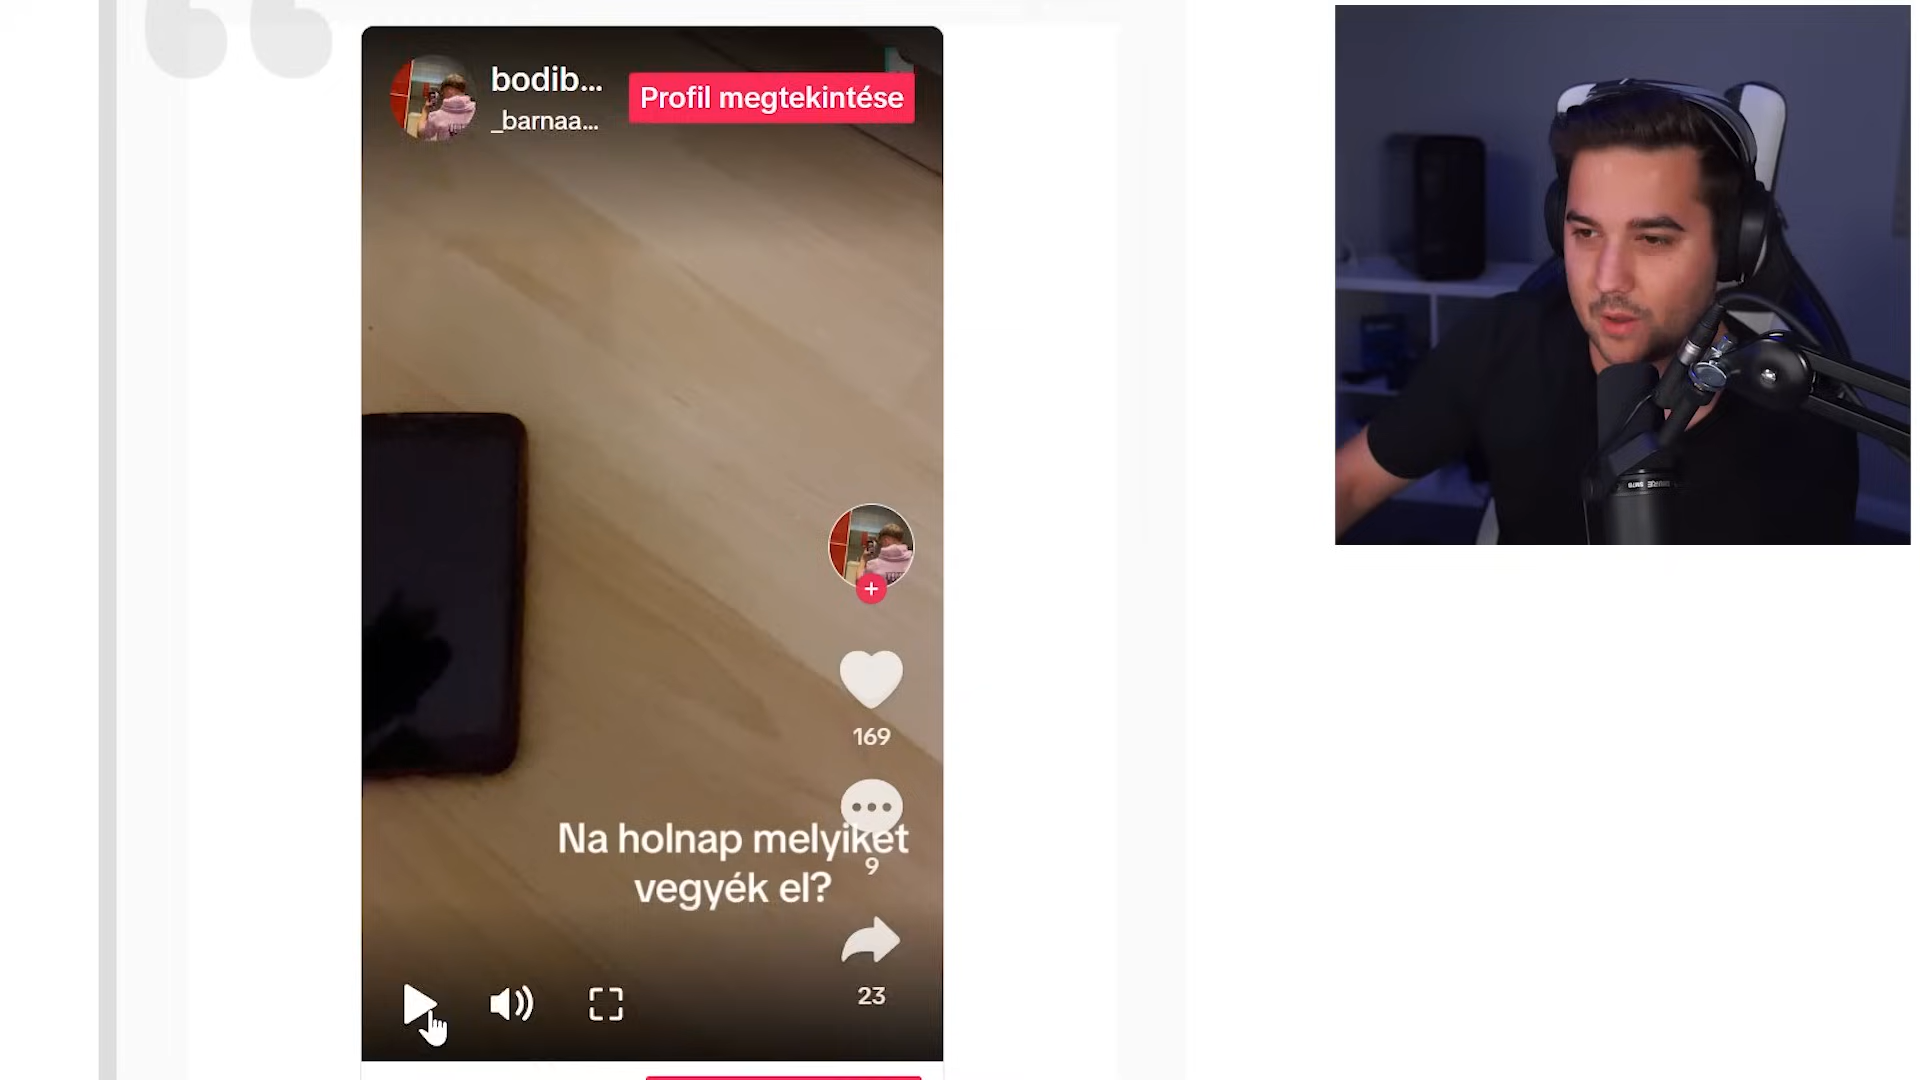 bodib...
_barnaa...
Profil megtekintése
169
Na holnap melyiket
9
vegyék el?
23